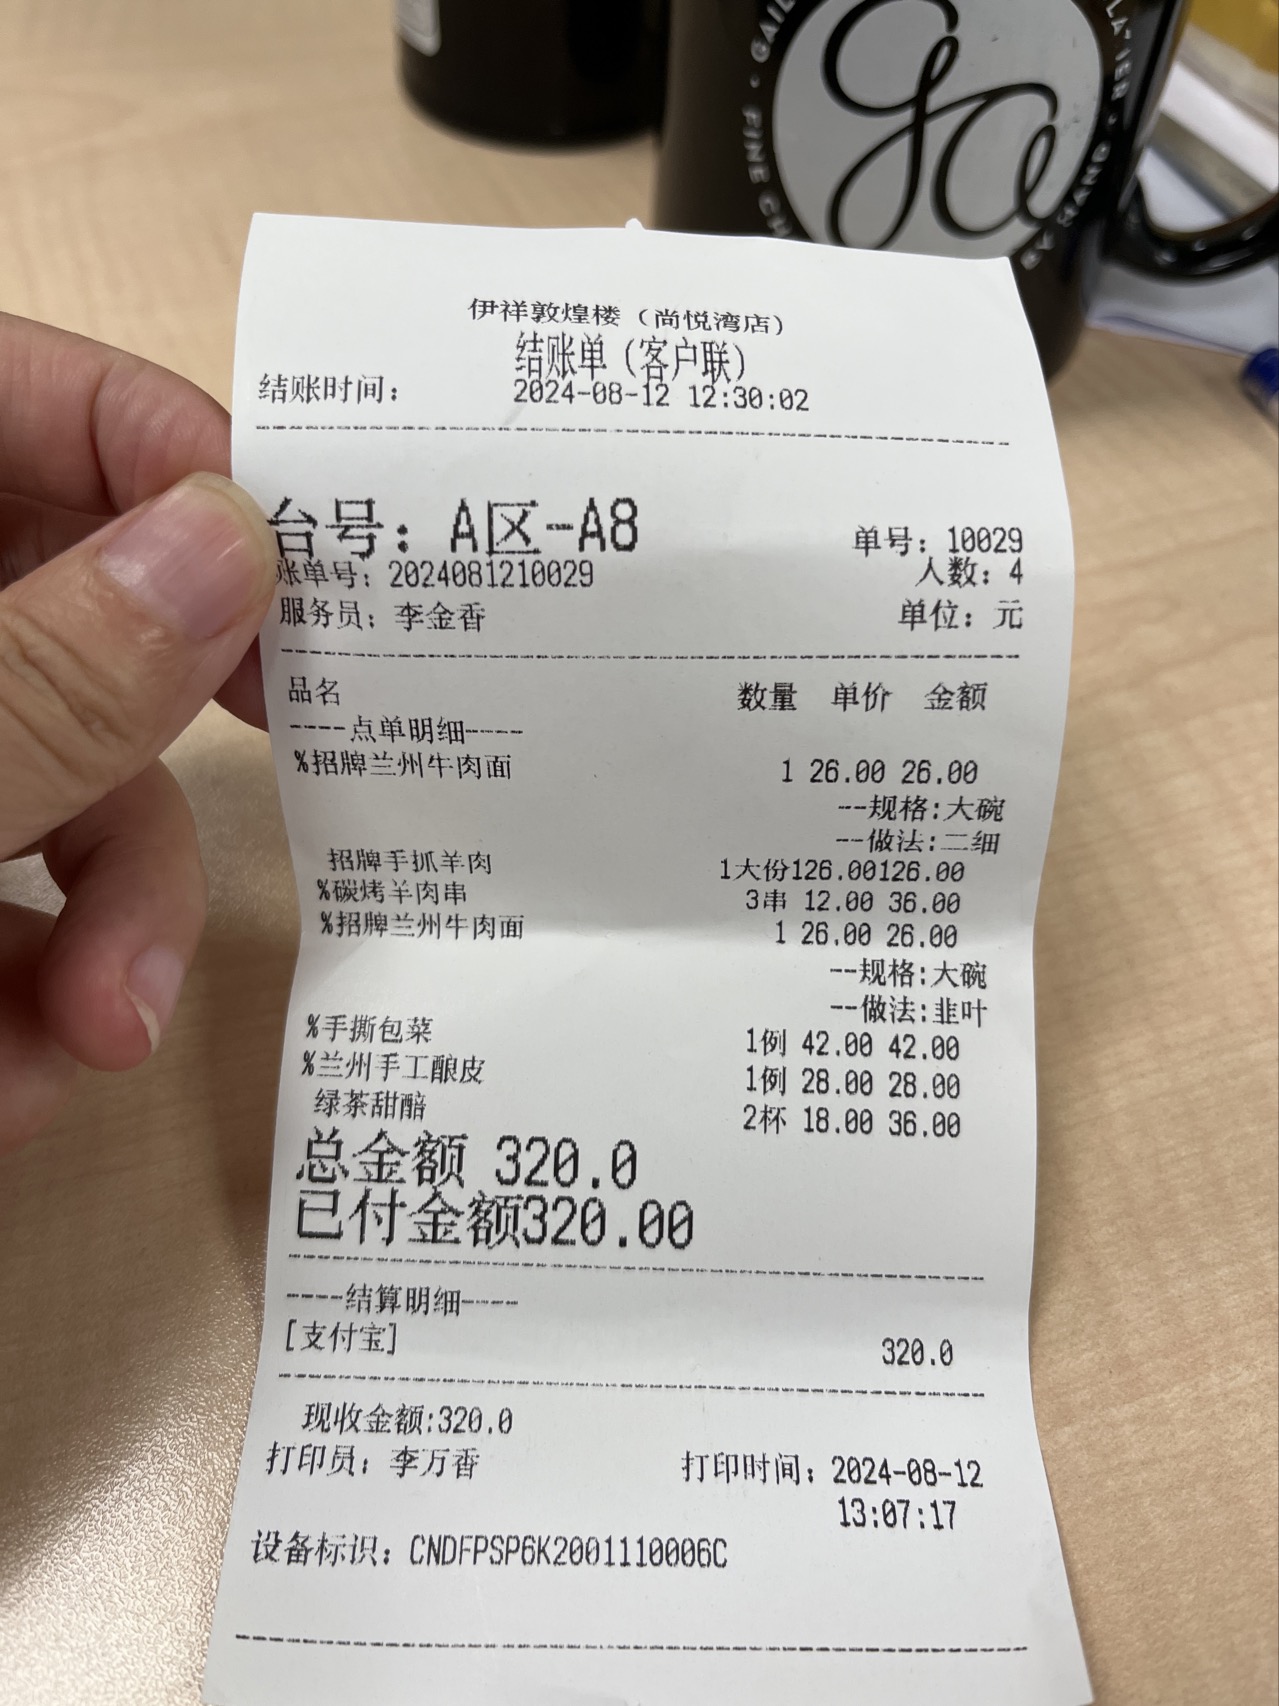 GAIL
LA
IER
FINE CH
QNAHD
ga
伊祥敦煌楼（尚悦湾店）
结账单（客户联）
结账时间： 2024-08-12 12:30:02
台号：A区-A8 单号：10029
账单号：2024081210029 人数：4
服务员：李金香 单位：元
品名 数量 单价 金额
----点单明细----
%招牌兰州牛肉面 1 26.00 26.00
--规格:大碗
--做法:二细
招牌手抓羊肉 1大份126.00126.00
%碳烤羊肉串 3串 12.00 36.00
%招牌兰州牛肉面 1 26.00 26.00
--规格:大碗
--做法:韭叶
%手撕包菜 1例 42.00 42.00
%兰州手工酿皮 1例 28.00 28.00
绿茶甜醅 2杯 18.00 36.00
总金额 320.0
已付金额320.00
----结算明细----
[支付宝] 320.0
现收金额:320.0
打印员：李万香 打印时间：2024-08-12
13:07:17
设备标识：CNDFPSP6K2001110006C